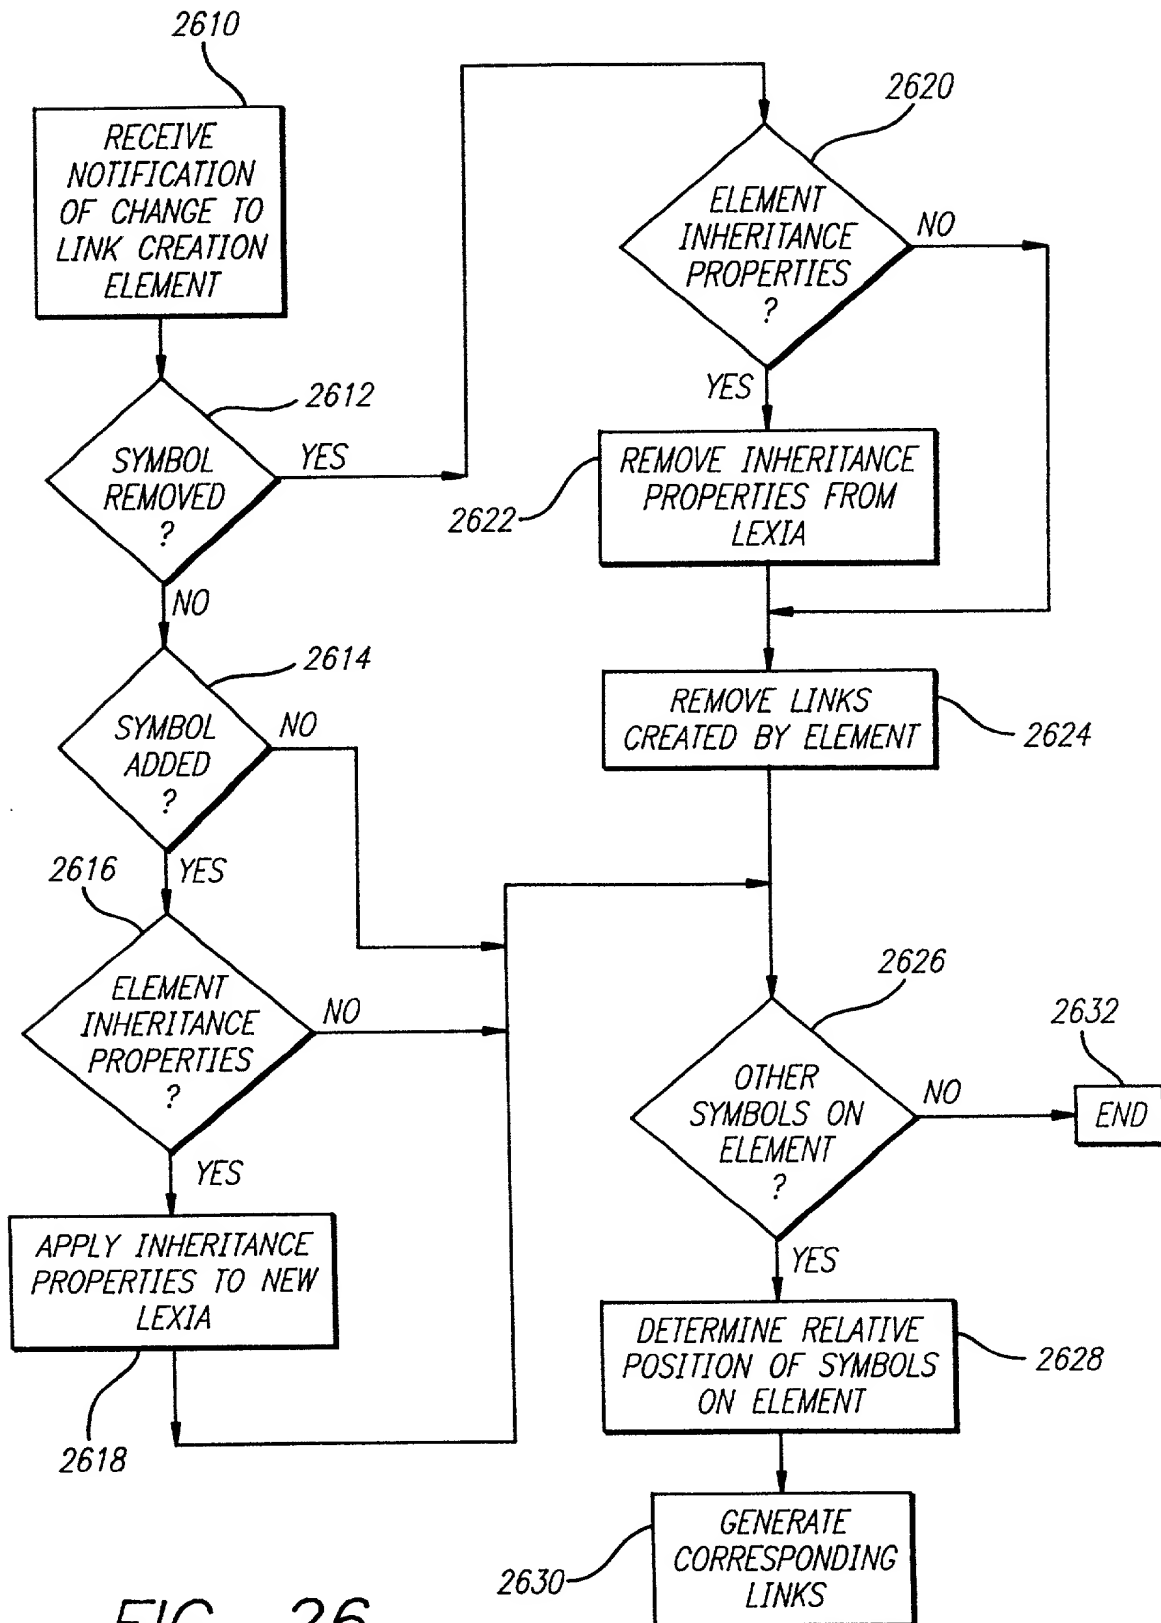 2610
RECEIVE
NOTIFICATION
OF CHANGE TO
LINK CREATION
ELEMENT
2612
SYMBOL
REMOVED
?
YES
NO
2614
SYMBOL
ADDED
?
NO
YES
2616
ELEMENT
INHERITANCE
PROPERTIES
?
NO
YES
APPLY INHERITANCE
PROPERTIES TO NEW
LEXIA
2618
2620
ELEMENT
INHERITANCE
PROPERTIES
?
NO
YES
REMOVE INHERITANCE
PROPERTIES FROM
LEXIA
2622
REMOVE LINKS
CREATED BY ELEMENT
2624
2626
OTHER
SYMBOLS ON
ELEMENT
?
NO
2632
END
YES
DETERMINE RELATIVE
POSITION OF SYMBOLS
ON ELEMENT
2628
GENERATE
CORRESPONDING
LINKS
2630
FIG. 26